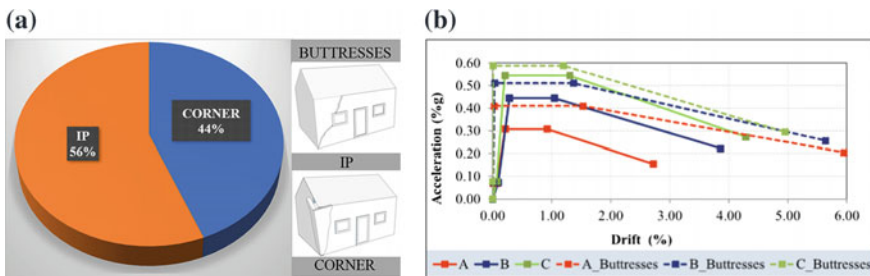 (a)
IP
56%
CORNER
44%
BUTTRESSES
IP
CORNER
(b)
Acceleration (%g)
0.60
0.50
0.40
0.30
0.20
0.10
0.00
0.00 1.00 2.00 3.00 4.00 5.00 6.00
Drift (%)
A B C A_Buttresses B_Buttresses C_Buttresses